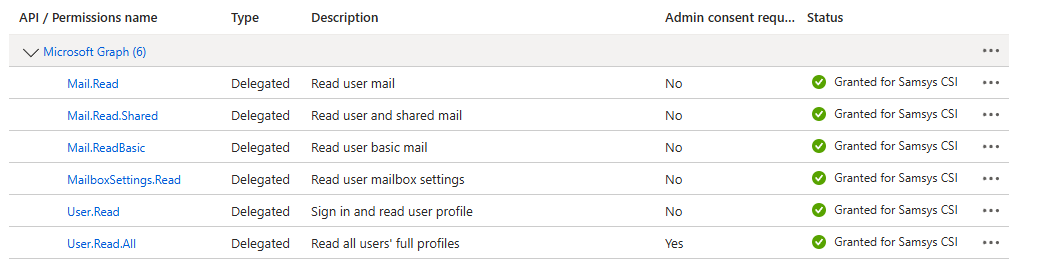 API / Permissions name Type Description Admin consent requ... Status
Microsoft Graph (6) ...
Mail.Read Delegated Read user mail No Granted for Samsys CSI ...
Mail.Read.Shared Delegated Read user and shared mail No Granted for Samsys CSI ...
Mail.ReadBasic Delegated Read user basic mail No Granted for Samsys CSI ...
MailboxSettings.Read Delegated Read user mailbox settings No Granted for Samsys CSI ...
User.Read Delegated Sign in and read user profile No Granted for Samsys CSI ...
User.Read.All Delegated Read all users' full profiles Yes Granted for Samsys CSI ...